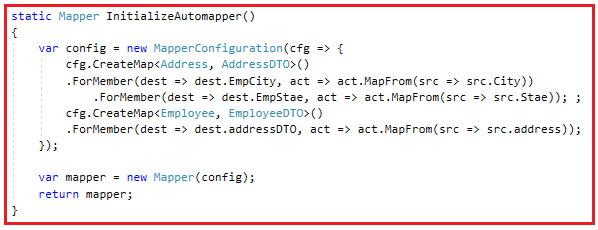 static Mapper InitializeAutomapper()
{
    var config = new MapperConfiguration(cfg => {
        cfg.CreateMap<Address, AddressDTO>()
        .ForMember(dest => dest.EmpCity, act => act.MapFrom(src => src.City))
            .ForMember(dest => dest.EmpStae, act => act.MapFrom(src => src.Stae)); ;
        cfg.CreateMap<Employee, EmployeeDTO>()
        .ForMember(dest => dest.addressDTO, act => act.MapFrom(src => src.address));
    });

    var mapper = new Mapper(config);
    return mapper;
}